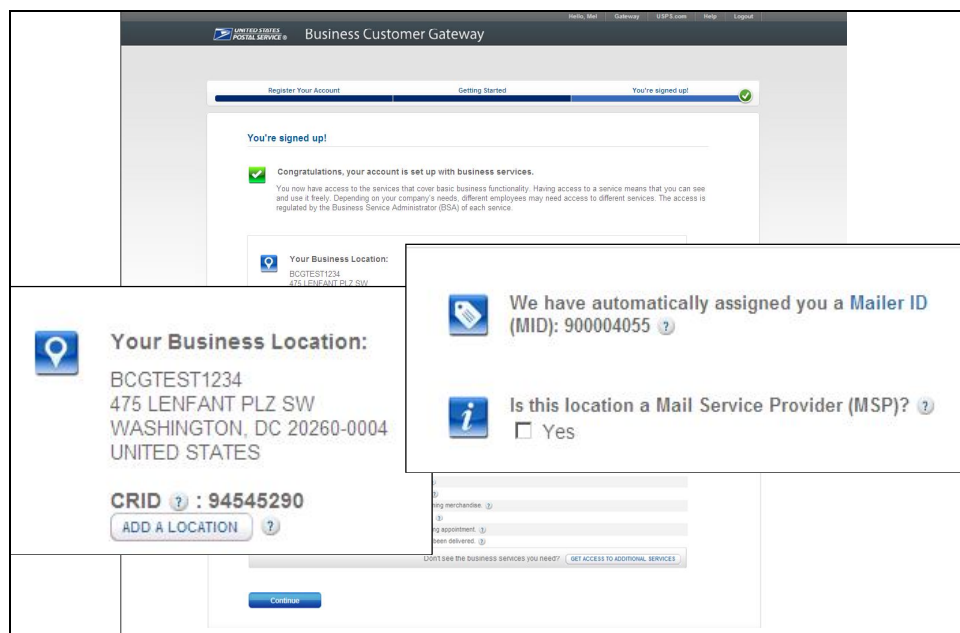 Hello, Mel Gateway USPS.com Help Logout
UNITED STATES POSTAL SERVICE ® Business Customer Gateway
Register Your Account Getting Started You're signed up!
You're signed up!
Congratulations, your account is set up with business services.
You now have access to the services that cover basic business functionality. Having access to a service means that you can see
and use it freely. Depending on your company's needs, different employees may need access to different services. The access is
regulated by the Business Service Administrator (BSA) of each service.
Your Business Location:
BCGTEST1234
475 LENFANT PLZ SW
Your Business Location:
BCGTEST1234
475 LENFANT PLZ SW
WASHINGTON, DC 20260-0004
UNITED STATES
CRID ? : 94545290
ADD A LOCATION ?
We have automatically assigned you a Mailer ID
(MID): 900004055 ?
Is this location a Mail Service Provider (MSP)? ?
Yes
merchandise. ?
appointment. ?
been delivered. ?
Don't see the business services you need? GET ACCESS TO ADDITIONAL SERVICES
Continue